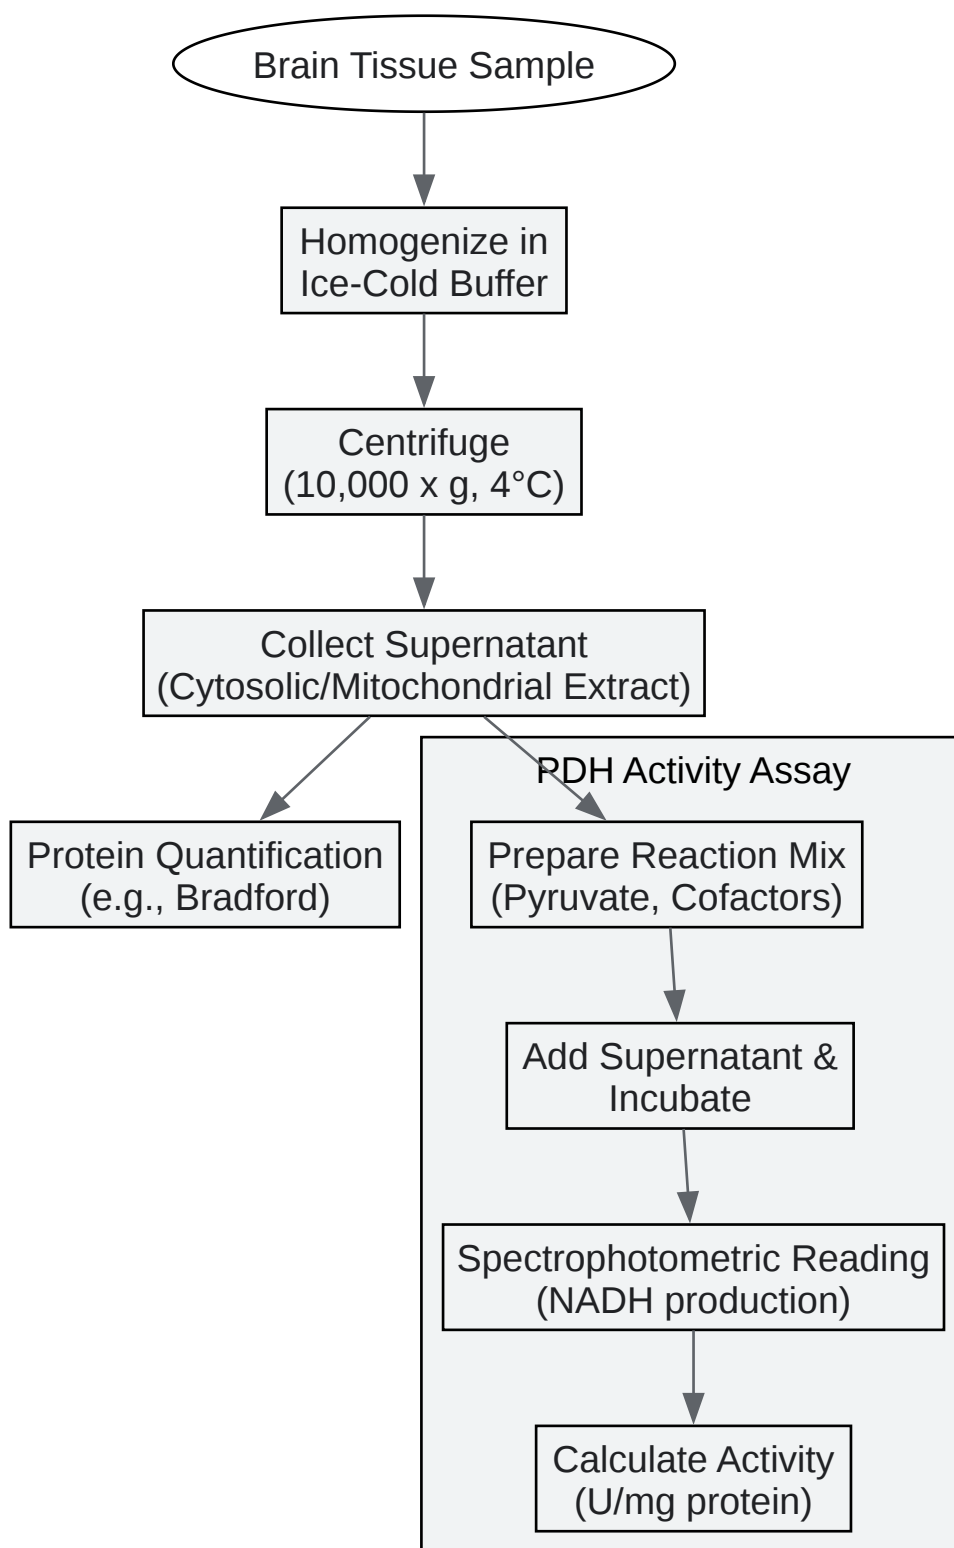 Brain Tissue Sample
Homogenize in
Ice-Cold Buffer
Centrifuge
(10,000 x g, 4°C)
Collect Supernatant
(Cytosolic/Mitochondrial Extract)
PDH Activity Assay
Protein Quantification
(e.g., Bradford)
Prepare Reaction Mix
(Pyruvate, Cofactors)
Add Supernatant &
Incubate
Spectrophotometric Reading
(NADH production)
Calculate Activity
(U/mg protein)